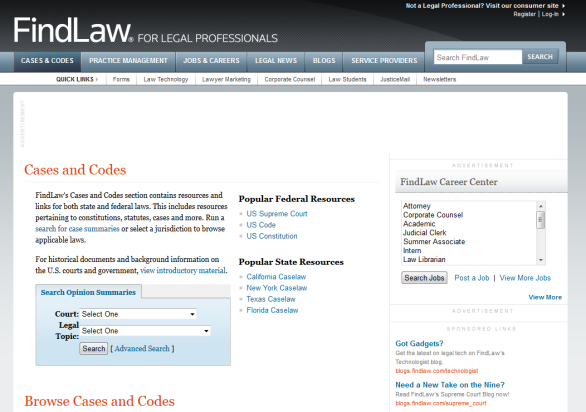 Not a Legal Professional? Visit our consumer site
Register | Log-In
FindLaw® FOR LEGAL PROFESSIONALS
CASES & CODES PRACTICE MANAGEMENT JOBS & CAREERS LEGAL NEWS BLOGS SERVICE PROVIDERS Search FindLaw SEARCH
QUICK LINKS › Forms Law Technology Lawyer Marketing Corporate Counsel Law Students JusticeMail Newsletters
ADVERTISEMENT
Cases and Codes
FindLaw's Cases and Codes section contains resources and
links for both state and federal laws. This includes resources
pertaining to constitutions, statutes, cases and more. Run a
search for case summaries or select a jurisdiction to browse
applicable laws.
For historical documents and background information on
the U.S. courts and government, view introductory material.
Search Opinion Summaries
Court: Select One
Legal
Topic: Select One
Search [ Advanced Search ]
Popular Federal Resources
US Supreme Court
US Code
US Constitution
Popular State Resources
California Caselaw
New York Caselaw
Texas Caselaw
Florida Caselaw
Browse Cases and Codes
ADVERTISEMENT
FindLaw Career Center
Attorney
Corporate Counsel
Academic
Judicial Clerk
Summer Associate
Intern
Law Librarian
Search Jobs Post a Job | View More Jobs
View More
ADVERTISEMENT
SPONSORED LINKS
Got Gadgets?
Get the latest on legal tech on FindLaw's
Technologist blog.
blogs.findlaw.com/technologist
Need a New Take on the Nine?
Read FindLaw's Supreme Court Blog now!
blogs.findlaw.com/supreme_court